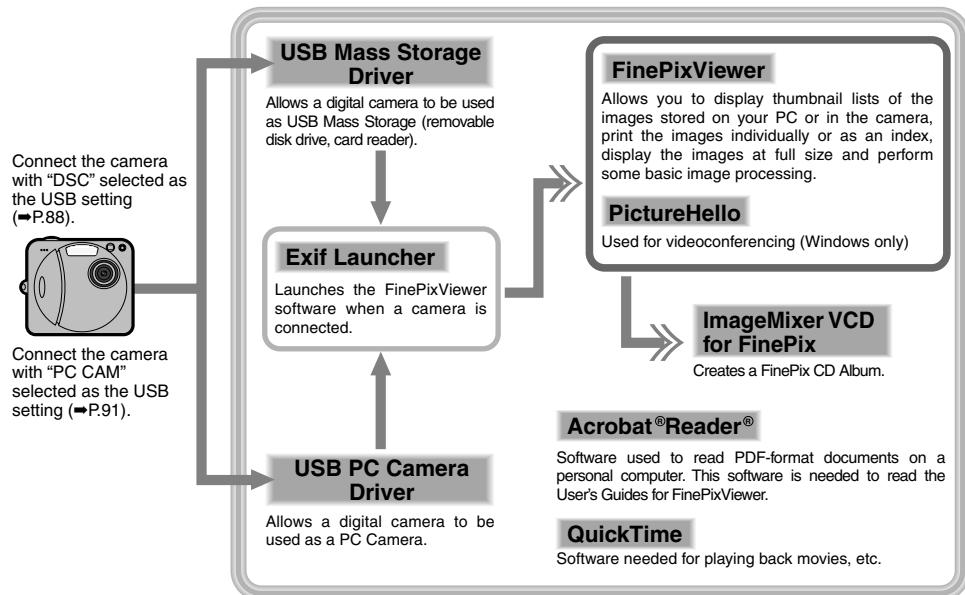 Connect the camera
with “DSC” selected as
the USB setting
(➡P.88).
Connect the camera
with “PC CAM”
selected as the USB
setting (➡P.91).
USB Mass Storage
Driver
Allows a digital camera to be used
as USB Mass Storage (removable
disk drive, card reader).
Exif Launcher
Launches the FinePixViewer
software when a camera is
connected.
USB PC Camera
Driver
Allows a digital camera to be
used as a PC Camera.
FinePixViewer
Allows you to display thumbnail lists of the
images stored on your PC or in the camera,
print the images individually or as an index,
display the images at full size and perform
some basic image processing.
PictureHello
Used for videoconferencing (Windows only)
ImageMixer VCD
for FinePix
Creates a FinePix CD Album.
Acrobat®Reader®
Software used to read PDF-format documents on a
personal computer. This software is needed to read the
User’s Guides for FinePixViewer.
QuickTime
Software needed for playing back movies, etc.